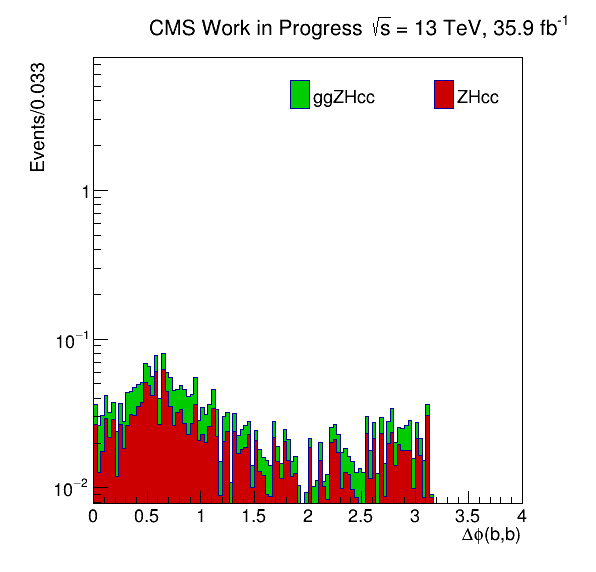 CMS Work in Progress √s = 13 TeV, 35.9 fb⁻¹
Events/0.033
ggZHcc ZHcc
1
10⁻¹
10⁻²
0 0.5 1 1.5 2 2.5 3 3.5 4
Δϕ(b,b)